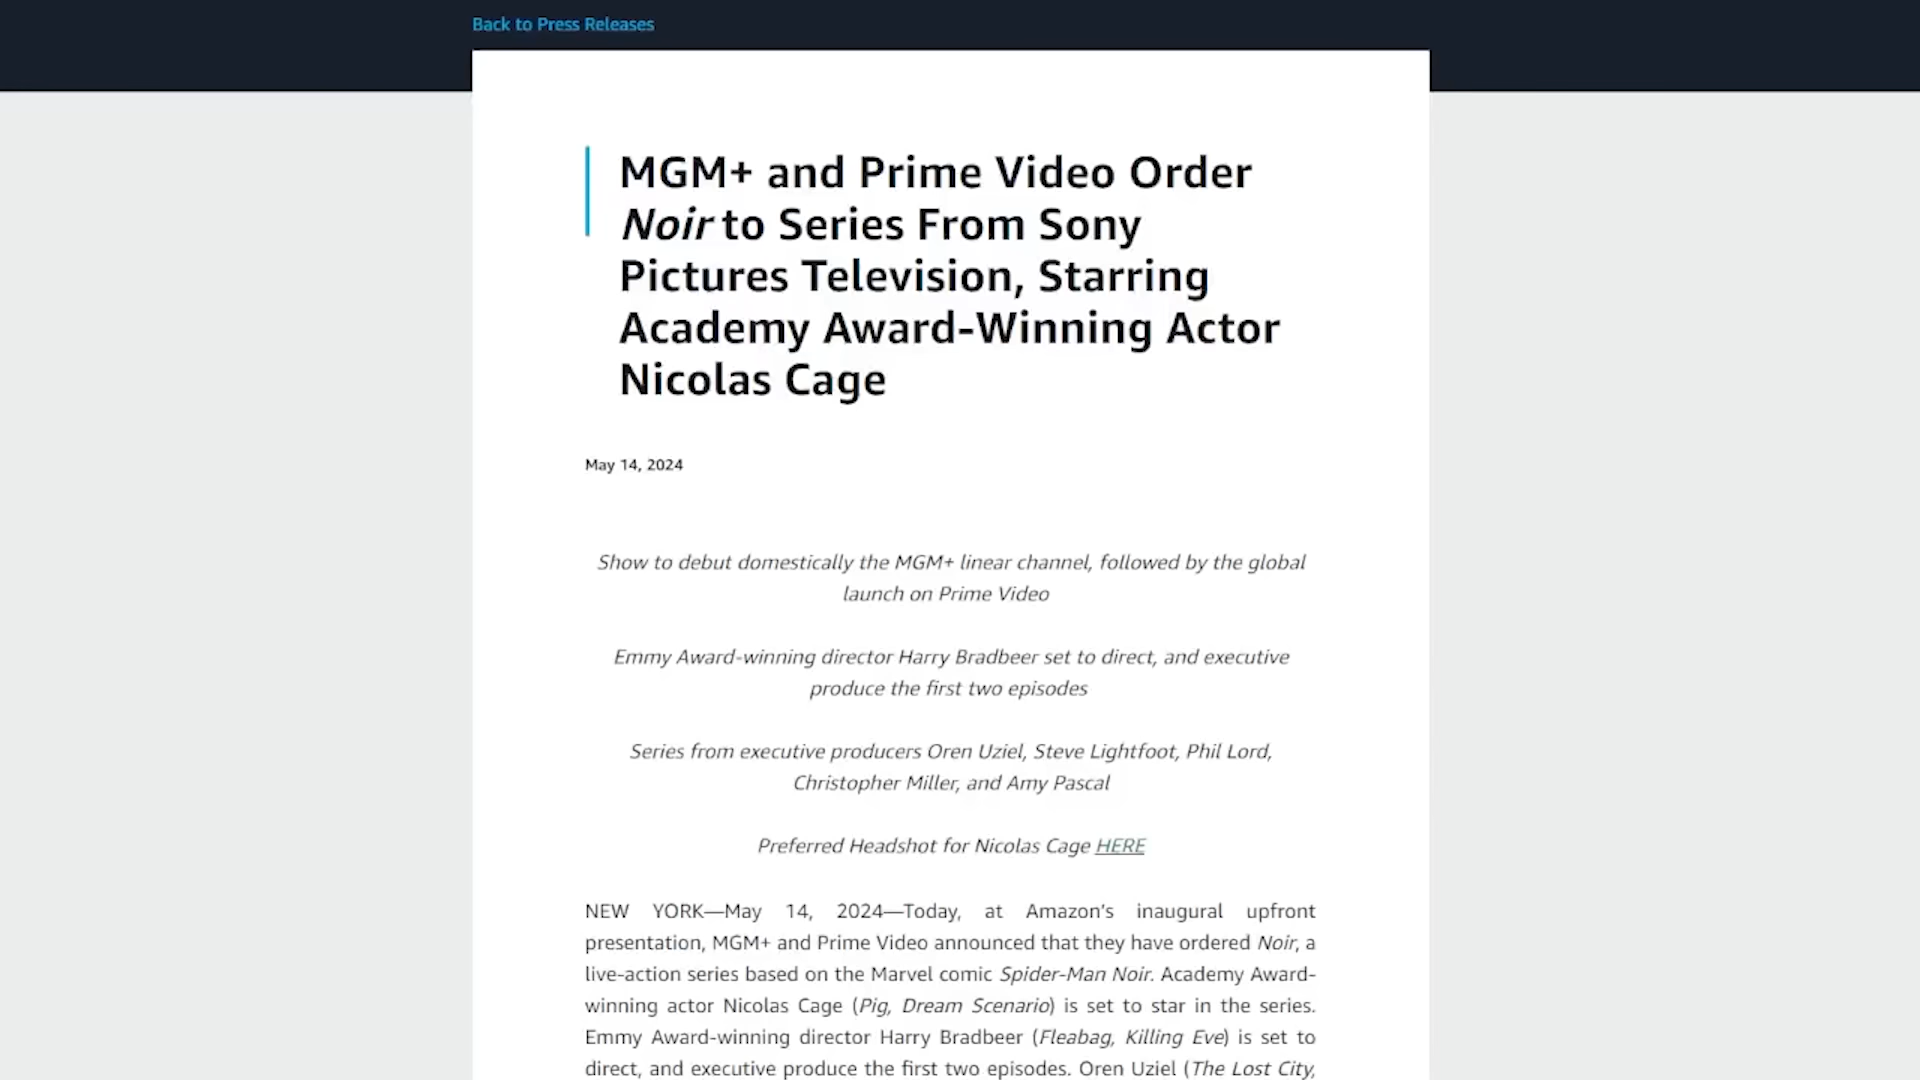 Back to Press Releases
MGM+ and Prime Video Order
Noir to Series From Sony
Pictures Television, Starring
Academy Award-Winning Actor
Nicolas Cage
May 14, 2024
Show to debut domestically the MGM+ linear channel, followed by the global
launch on Prime Video
Emmy Award-winning director Harry Bradbeer set to direct, and executive
produce the first two episodes
Series from executive producers Oren Uziel, Steve Lightfoot, Phil Lord,
Christopher Miller, and Amy Pascal
Preferred Headshot for Nicolas Cage HERE
NEW YORK—May 14, 2024—Today, at Amazon's inaugural upfront
presentation, MGM+ and Prime Video announced that they have ordered Noir, a
live-action series based on the Marvel comic Spider-Man Noir. Academy Award-
winning actor Nicolas Cage (Pig, Dream Scenario) is set to star in the series.
Emmy Award-winning director Harry Bradbeer (Fleabag, Killing Eve) is set to
direct, and executive produce the first two episodes. Oren Uziel (The Lost City,